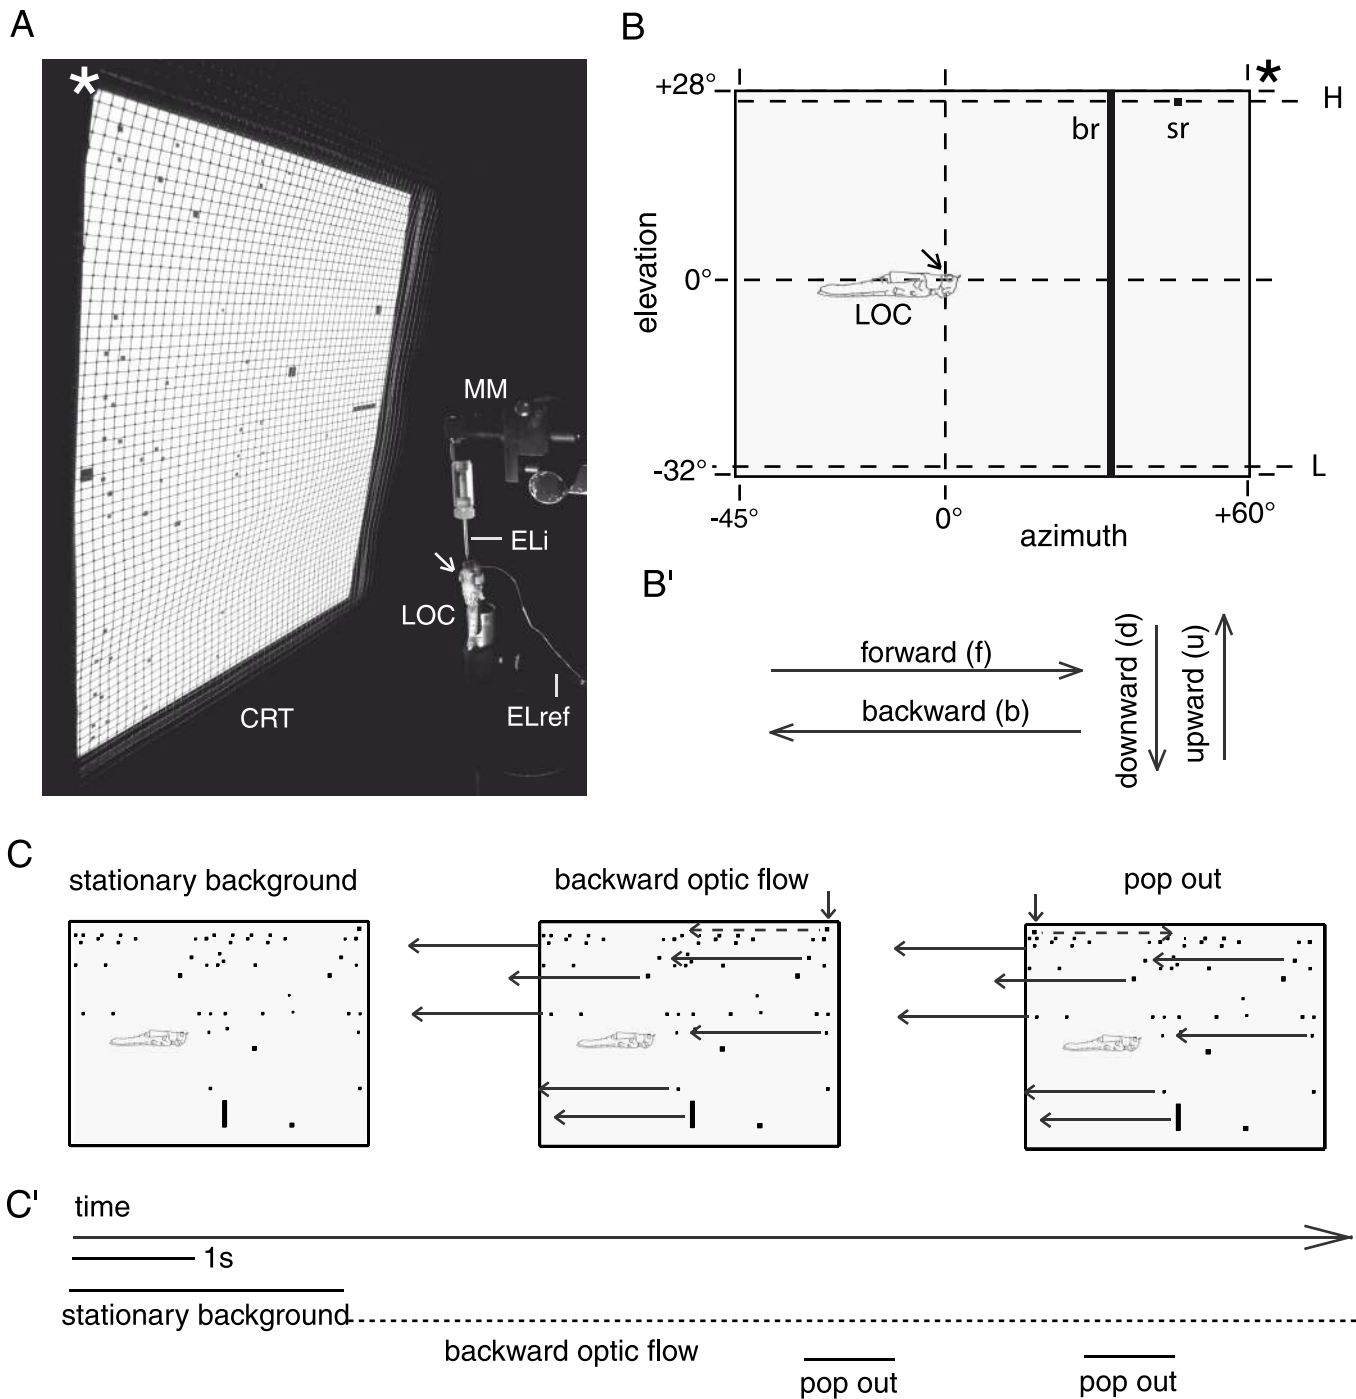 A
*
MM
ELi
LOC
ELref
CRT
B
+28°
*
H
br
sr
elevation
0°
LOC
-32°
L
-45°
0°
+60°
azimuth
B'
forward (f)
backward (b)
downward (d)
upward (u)
C
stationary background
backward optic flow
pop out
C'
time
1s
stationary background
backward optic flow
pop out
pop out